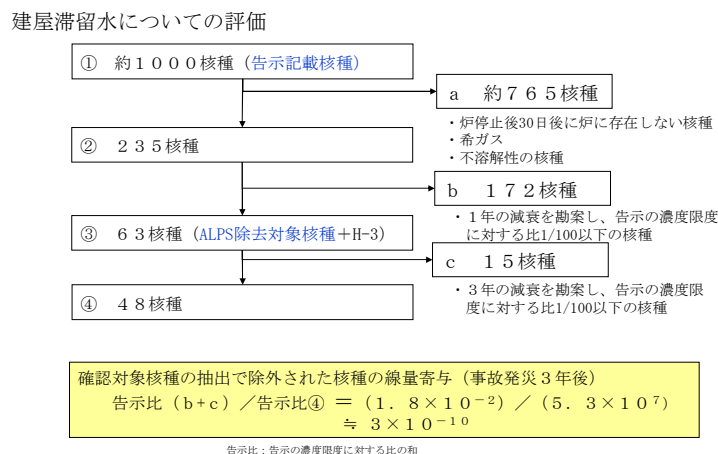 建屋滞留水についての評価
① 約１０００核種（告示記載核種）
a 約７６５核種
・炉停止後30日後に炉に存在しない核種
・希ガス
・不溶解性の核種
② ２３５核種
b １７２核種
・１年の減衰を勘案し、告示の濃度限度
に対する比1/100以下の核種
③ ６３核種（ALPS除去対象核種＋H-3）
c １５核種
・３年の減衰を勘案し、告示の濃度限
度に対する比1/100以下の核種
④ ４８核種
確認対象核種の抽出で除外された核種の線量寄与（事故発災３年後）
告示比（b+c）／告示比④ ＝（１．８×１０⁻²）／（５．３×１０⁷）
≒ ３×１０⁻¹⁰
告示比：告示の濃度限度に対する比の和